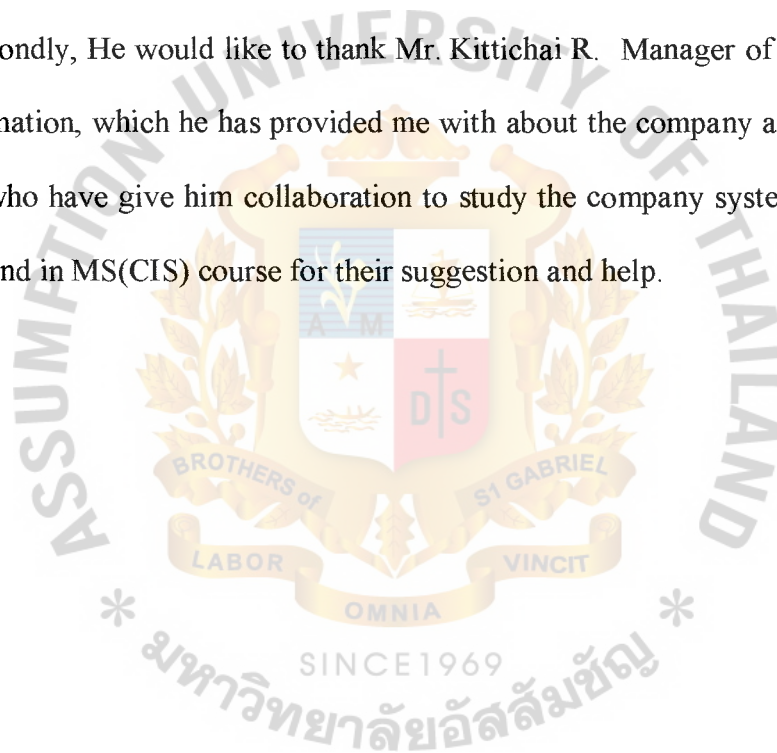 ondly, He would like to thank Mr. Kittichai R. Manager of
nation, which he has provided me with about the company a
who have give him collaboration to study the company syste
nd in MS(CIS) course for their suggestion and help.
ASSUMPTION UNIVERSITY OF THAILAND
A M
D S
BROTHERS of ST GABRIEL
LABOR VINCIT
OMNIA
* *
SINCE1969
มหาวิทยาลัยอัสสัมชัญ